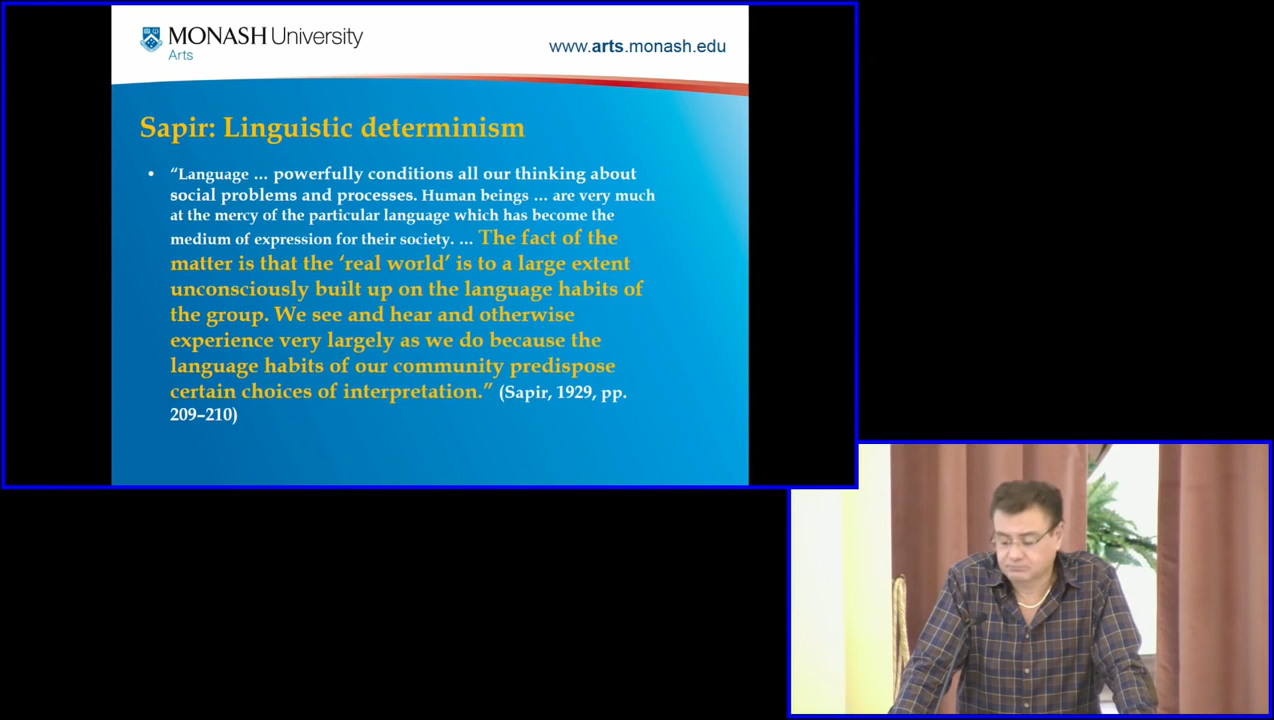 MONASH University
Arts
www.arts.monash.edu
Sapir: Linguistic determinism
• “Language ... powerfully conditions all our thinking about
social problems and processes. Human beings ... are very much
at the mercy of the particular language which has become the
medium of expression for their society. ... The fact of the
matter is that the ‘real world’ is to a large extent
unconsciously built up on the language habits of
the group. We see and hear and otherwise
experience very largely as we do because the
language habits of our community predispose
certain choices of interpretation.” (Sapir, 1929, pp.
209–210)